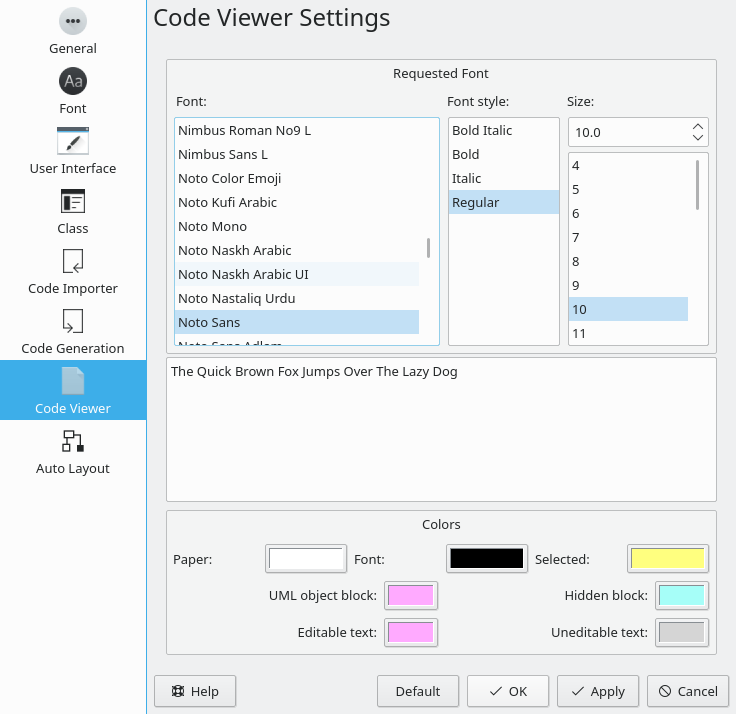 Code Viewer Settings
General
Aa
Font
User Interface
Class
Code Importer
Code Generation
Code Viewer
Auto Layout
Requested Font
Font:
Font style:
Size:
Nimbus Roman No9 L
Nimbus Sans L
Noto Color Emoji
Noto Kufi Arabic
Noto Mono
Noto Naskh Arabic
Noto Naskh Arabic UI
Noto Nastaliq Urdu
Noto Sans
Noto Sans Adlam
Bold Italic
Bold
Italic
Regular
10.0
4
5
6
7
8
9
10
11
The Quick Brown Fox Jumps Over The Lazy Dog
Colors
Paper:
Font:
Selected:
UML object block:
Hidden block:
Editable text:
Uneditable text:
Help
Default
OK
Apply
Cancel